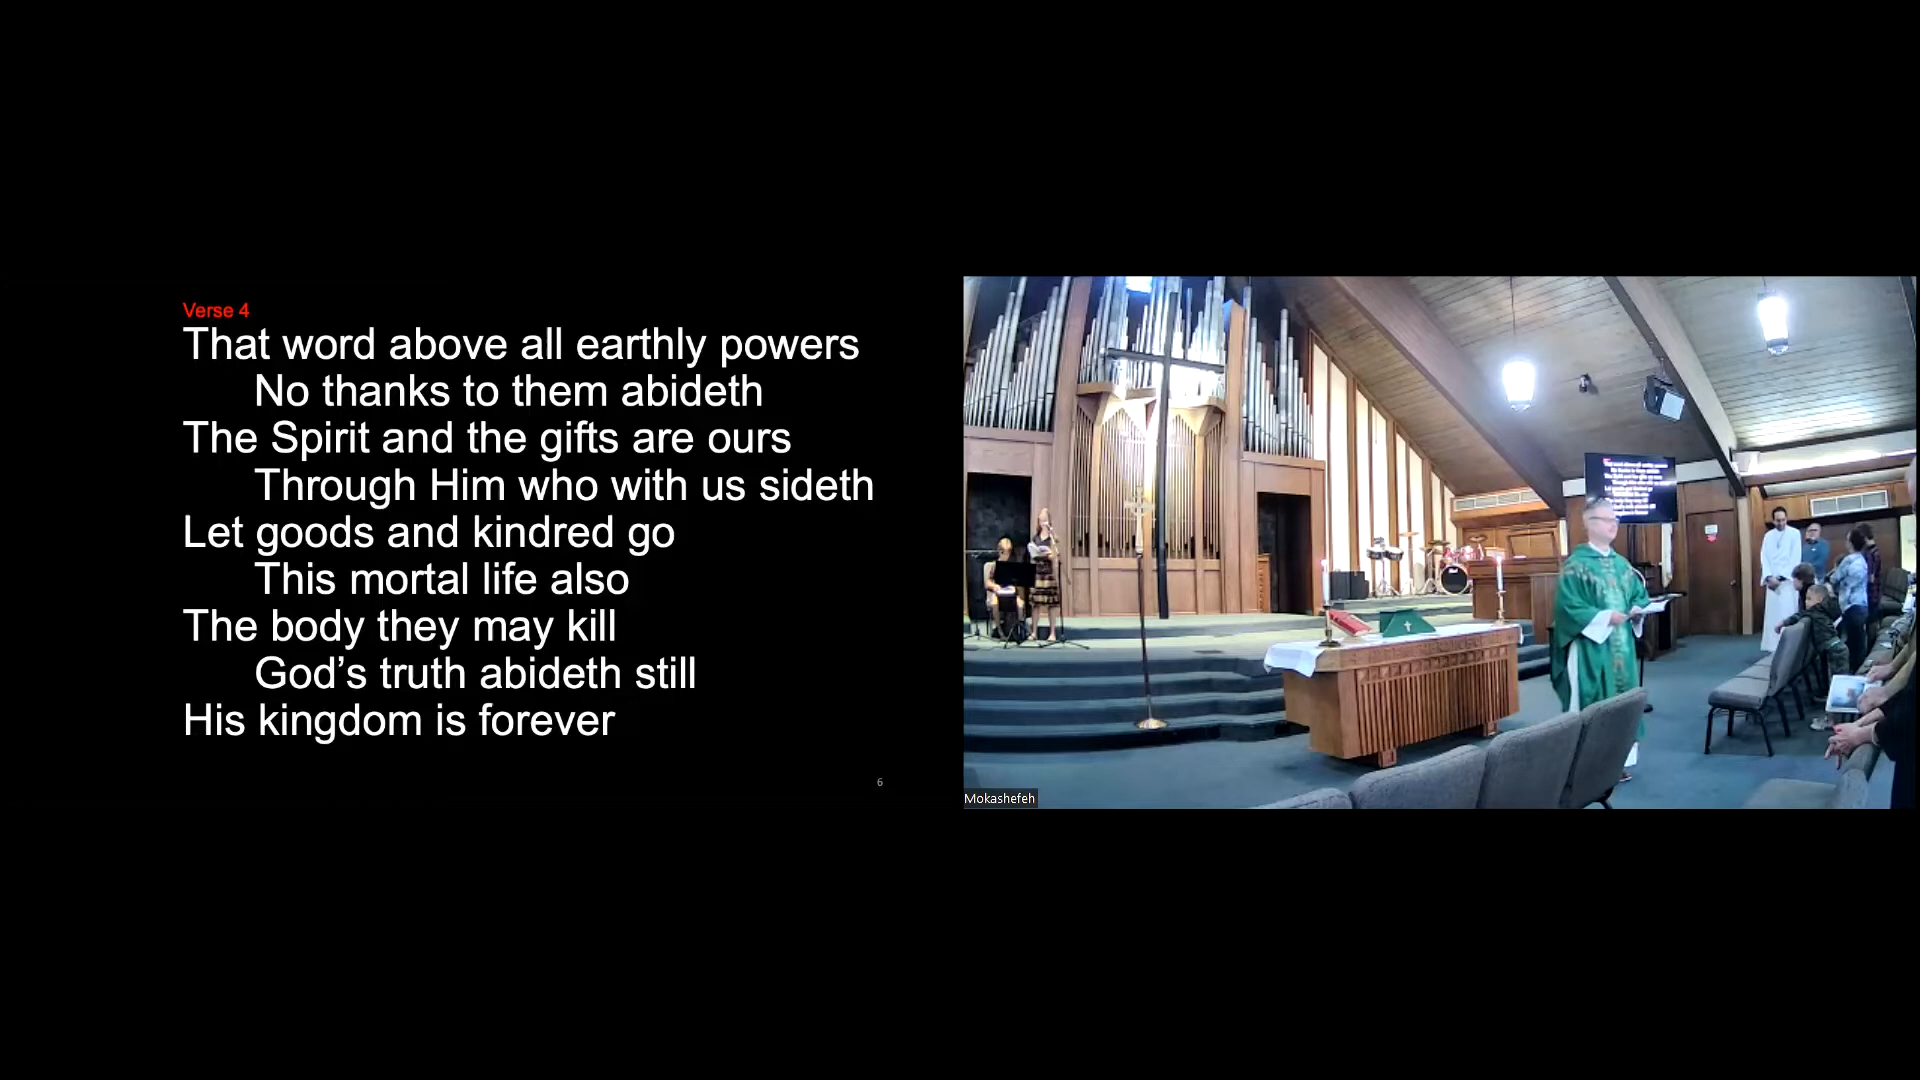 Verse 4
That word above all earthly powers
No thanks to them abideth
The Spirit and the gifts are ours
Through Him who with us sideth
Let goods and kindred go
This mortal life also
The body they may kill
God’s truth abideth still
His kingdom is forever
6
Mokashefeh